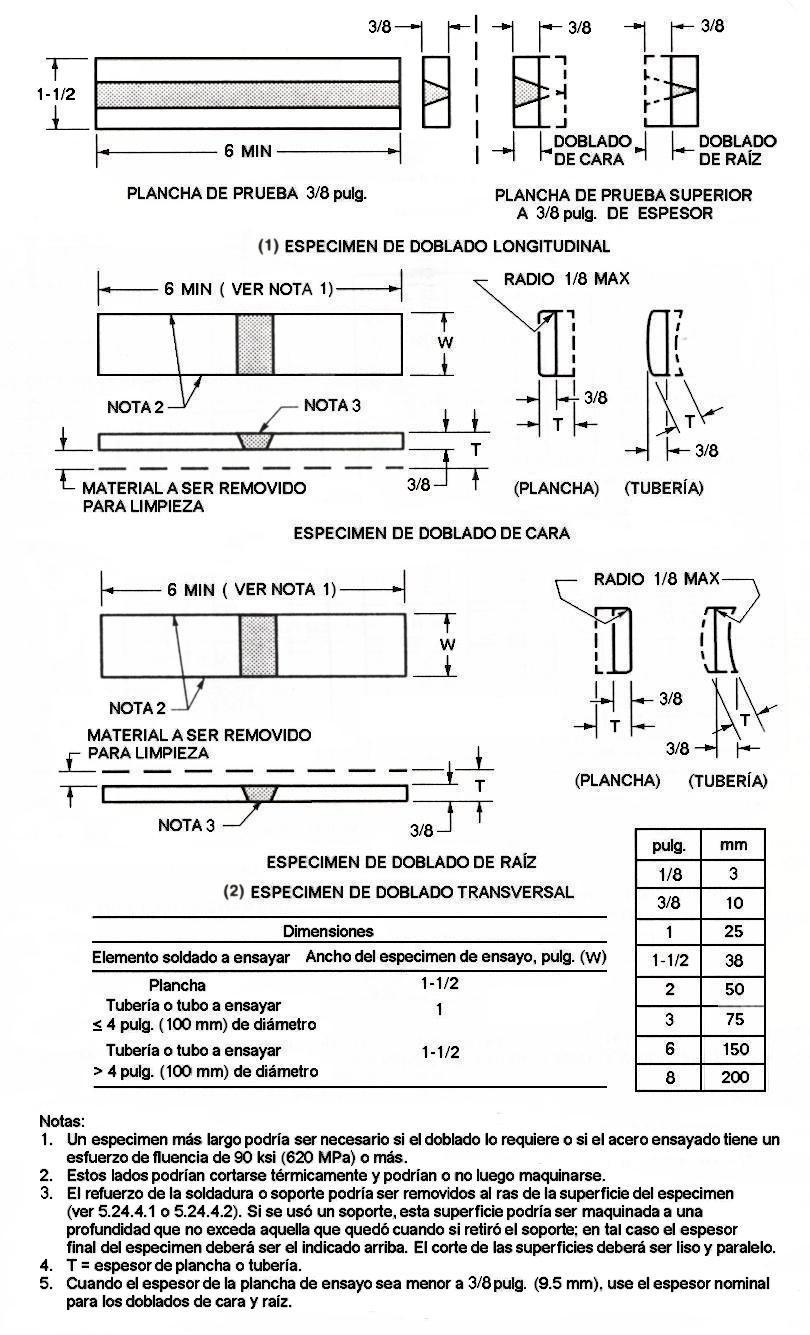 3/8
3/8
3/8
1-1/2
6 MIN
DOBLADO
DE CARA
DOBLADO
DE RAÍZ
PLANCHA DE PRUEBA 3/8 pulg.
PLANCHA DE PRUEBA SUPERIOR
A 3/8 pulg. DE ESPESOR
(1) ESPECIMEN DE DOBLADO LONGITUDINAL
6 MIN ( VER NOTA 1)
RADIO 1/8 MAX
W
NOTA 2
NOTA 3
3/8
T
T
T
3/8
3/8
MATERIAL A SER REMOVIDO
PARA LIMPIEZA
(PLANCHA)
(TUBERÍA)
ESPECIMEN DE DOBLADO DE CARA
6 MIN ( VER NOTA 1)
RADIO 1/8 MAX
W
NOTA 2
3/8
T
T
3/8
MATERIAL A SER REMOVIDO
PARA LIMPIEZA
T
(PLANCHA)
(TUBERÍA)
NOTA 3
3/8
ESPECIMEN DE DOBLADO DE RAÍZ
(2) ESPECIMEN DE DOBLADO TRANSVERSAL
Dimensiones
Elemento soldado a ensayar Ancho del especimen de ensayo, pulg. (W)
Plancha 1-1/2
Tubería o tubo a ensayar 1
≤ 4 pulg. (100 mm) de diámetro
Tubería o tubo a ensayar 1-1/2
> 4 pulg. (100 mm) de diámetro
pulg. mm
1/8 3
3/8 10
1 25
1-1/2 38
2 50
3 75
6 150
8 200
Notas:
1. Un especimen más largo podría ser necesario si el doblado lo requiere o si el acero ensayado tiene un
esfuerzo de fluencia de 90 ksi (620 MPa) o más.
2. Estos lados podrían cortarse térmicamente y podrían o no luego maquinarse.
3. El refuerzo de la soldadura o soporte podría ser removidos al ras de la superficie del especimen
(ver 5.24.4.1 o 5.24.4.2). Si se usó un soporte, esta superficie podría ser maquinada a una
profundidad que no exceda aquella que quedó cuando si retiró el soporte; en tal caso el espesor
final del especimen deberá ser el indicado arriba. El corte de las superficies deberá ser liso y paralelo.
4. T = espesor de plancha o tubería.
5. Cuando el espesor de la plancha de ensayo sea menor a 3/8 pulg. (9.5 mm), use el espesor nominal
para los doblados de cara y raíz.